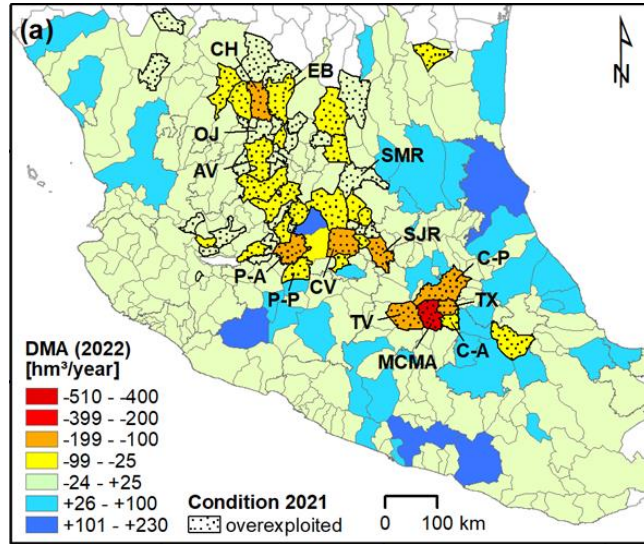 (a)
CH
EB
N
OJ
AV
SMR
SJR
C-P
P-A
P-P
CV
TX
TV
MCMA
C-A
DMA (2022)
[hm³/year]
-510 - -400
-399 - -200
-199 - -100
-99 - -25
-24 - +25
+26 - +100
+101 - +230
Condition 2021
overexploited
0 100 km